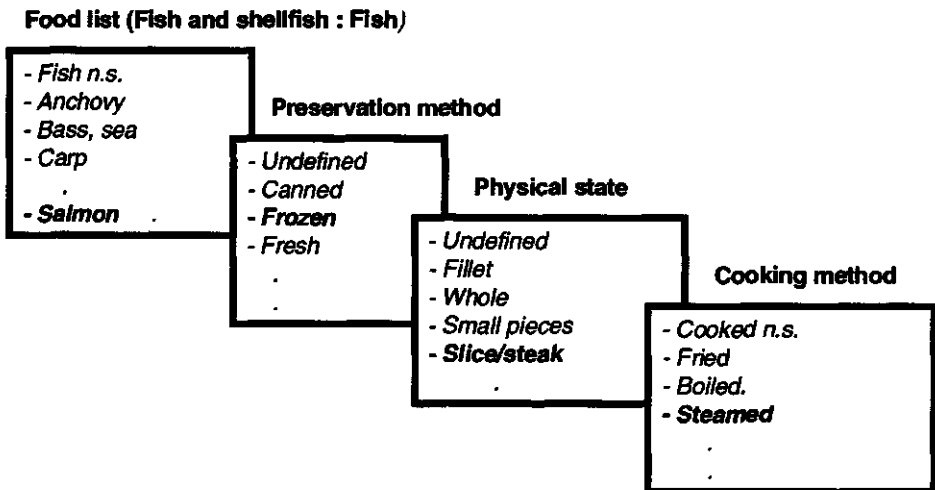 Food list (Fish and shellfish : Fish)
- Fish n.s.
- Anchovy
- Bass, sea
- Carp
.
- Salmon .
Preservation method
- Undefined
- Canned
- Frozen
- Fresh
.
.
Physical state
- Undefined
- Fillet
- Whole
- Small pieces
- Slice/steak
.
Cooking method
- Cooked n.s.
- Fried
- Boiled.
- Steamed
.
.